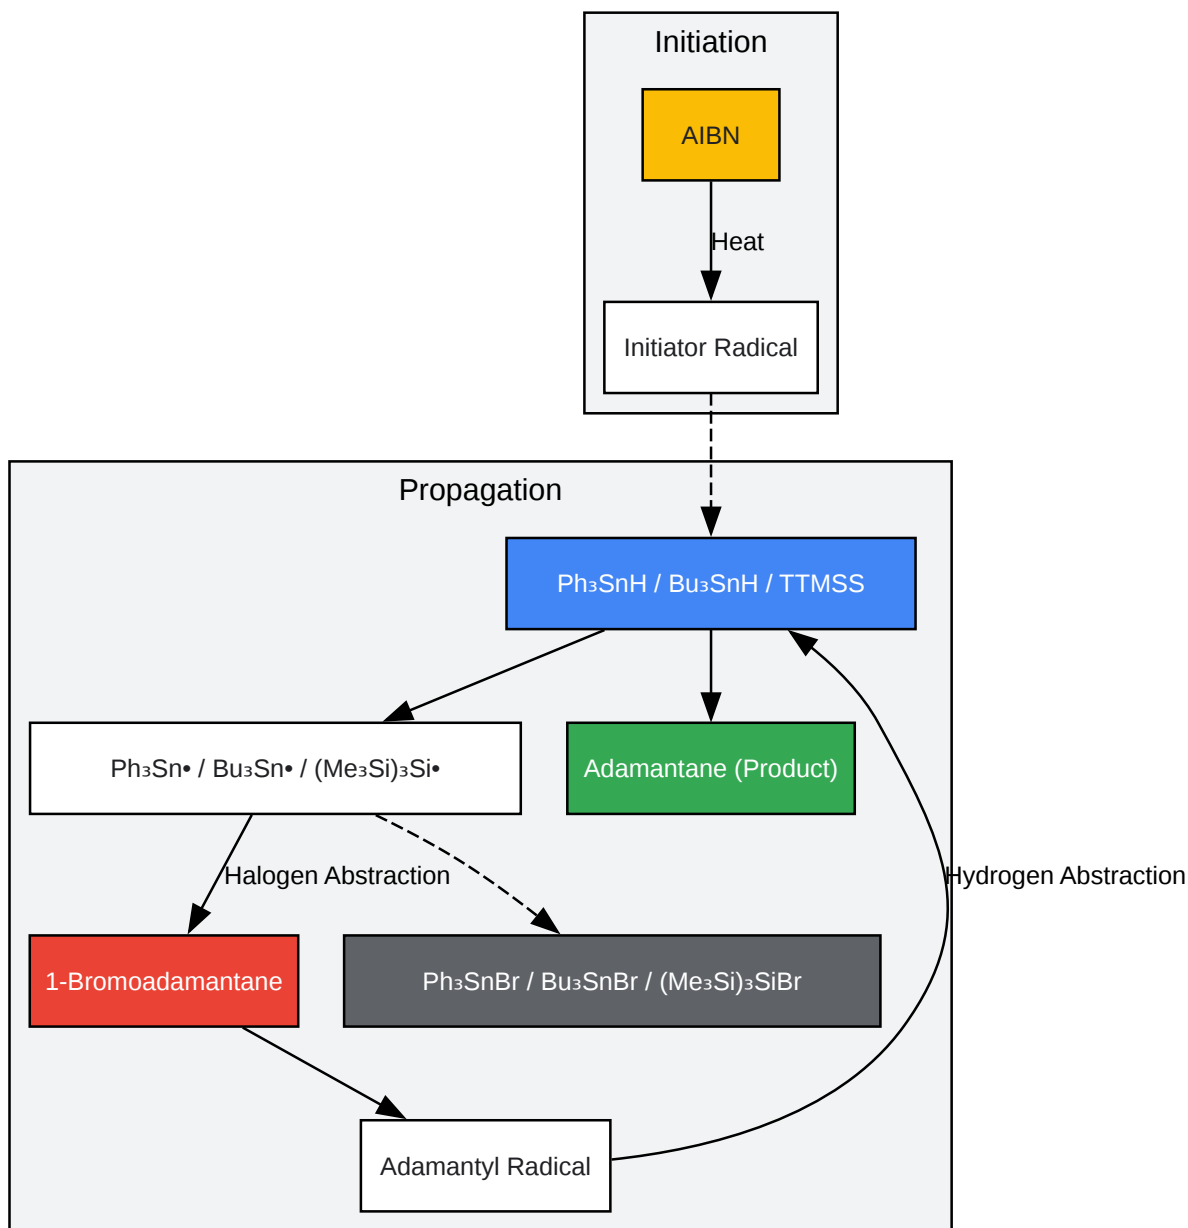 Initiation
AIBN
Heat
Initiator Radical
Propagation
Ph₃SnH / Bu₃SnH / TTMSS
Ph₃Sn• / Bu₃Sn• / (Me₃Si)₃Si•
Adamantane (Product)
Halogen Abstraction
Hydrogen Abstraction
1-Bromoadamantane
Ph₃SnBr / Bu₃SnBr / (Me₃Si)₃SiBr
Adamantyl Radical